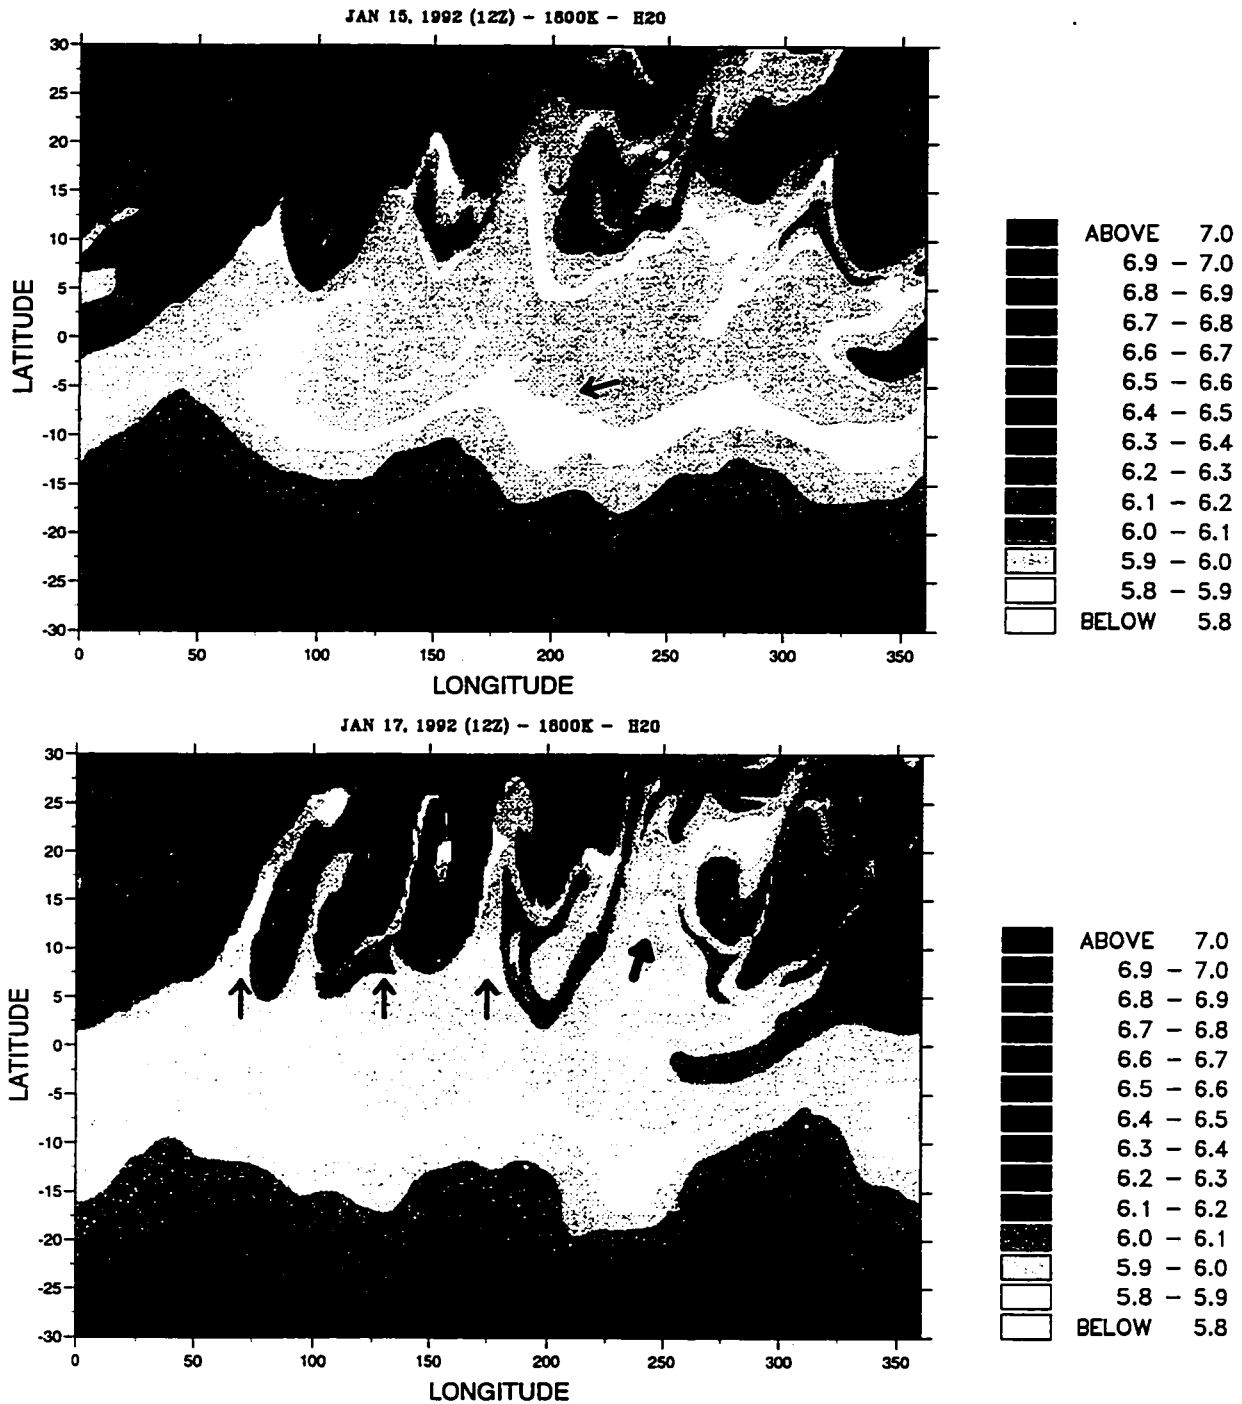 JAN 15, 1992 (12Z) – 1800K – H2O
30
25
20
15
10
5
0
-5
-10
-15
-20
-25
-30
LATITUDE
0 50 100 150 200 250 300 350
LONGITUDE
ABOVE 7.0
6.9 – 7.0
6.8 – 6.9
6.7 – 6.8
6.6 – 6.7
6.5 – 6.6
6.4 – 6.5
6.3 – 6.4
6.2 – 6.3
6.1 – 6.2
6.0 – 6.1
5.9 – 6.0
5.8 – 5.9
BELOW 5.8
JAN 17, 1992 (12Z) – 1800K – H2O
30
25
20
15
10
5
0
-5
-10
-15
-20
-25
-30
LATITUDE
0 50 100 150 200 250 300 350
LONGITUDE
ABOVE 7.0
6.9 – 7.0
6.8 – 6.9
6.7 – 6.8
6.6 – 6.7
6.5 – 6.6
6.4 – 6.5
6.3 – 6.4
6.2 – 6.3
6.1 – 6.2
6.0 – 6.1
5.9 – 6.0
5.8 – 5.9
BELOW 5.8